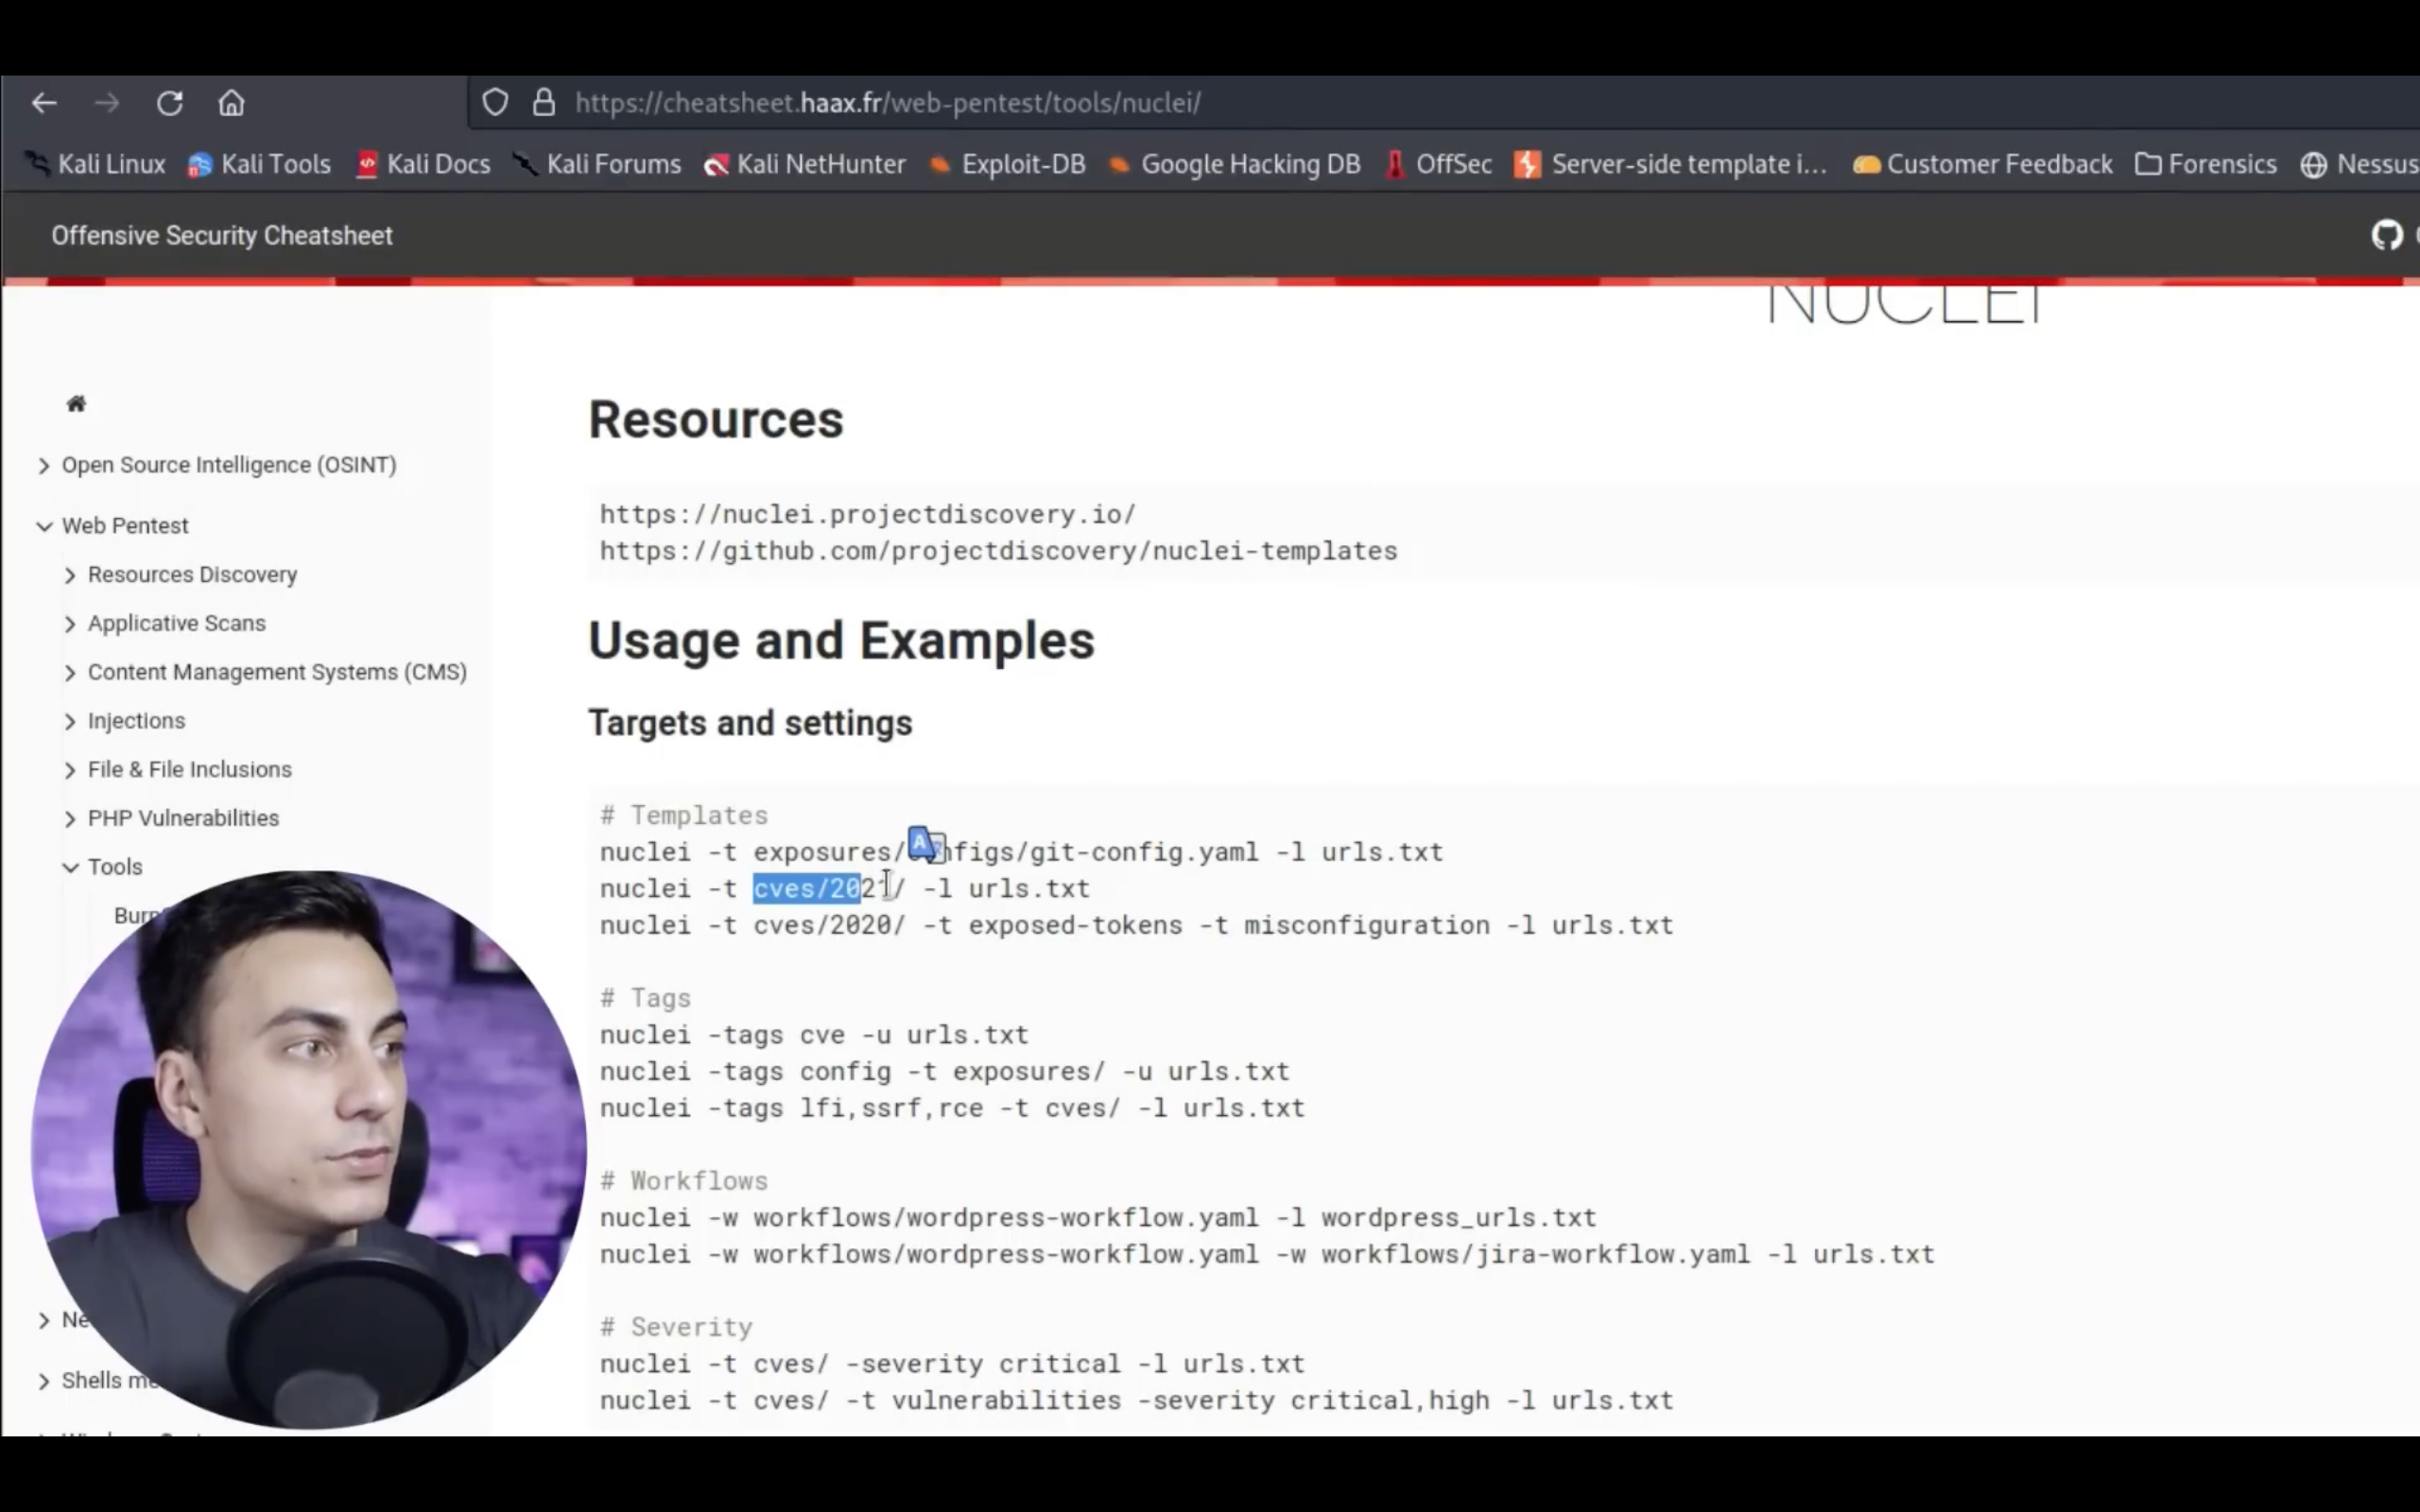 https://cheatsheet.haax.fr/web-pentest/tools/nuclei/
Kali Linux Kali Tools Kali Docs Kali Forums Kali NetHunter Exploit-DB Google Hacking DB OffSec Server-side template i... Customer Feedback Forensics Nessus
Offensive Security Cheatsheet
NUCLEI
Open Source Intelligence (OSINT)
Web Pentest
Resources Discovery
Applicative Scans
Content Management Systems (CMS)
Injections
File & File Inclusions
PHP Vulnerabilities
Tools
Resources
https://nuclei.projectdiscovery.io/
https://github.com/projectdiscovery/nuclei-templates
Usage and Examples
Targets and settings
# Templates
nuclei -t exposures/configs/git-config.yaml -l urls.txt
nuclei -t cves/2021/ -l urls.txt
nuclei -t cves/2020/ -t exposed-tokens -t misconfiguration -l urls.txt
# Tags
nuclei -tags cve -u urls.txt
nuclei -tags config -t exposures/ -u urls.txt
nuclei -tags lfi,ssrf,rce -t cves/ -l urls.txt
# Workflows
nuclei -w workflows/wordpress-workflow.yaml -l wordpress_urls.txt
nuclei -w workflows/wordpress-workflow.yaml -w workflows/jira-workflow.yaml -l urls.txt
# Severity
nuclei -t cves/ -severity critical -l urls.txt
nuclei -t cves/ -t vulnerabilities -severity critical,high -l urls.txt
Shells